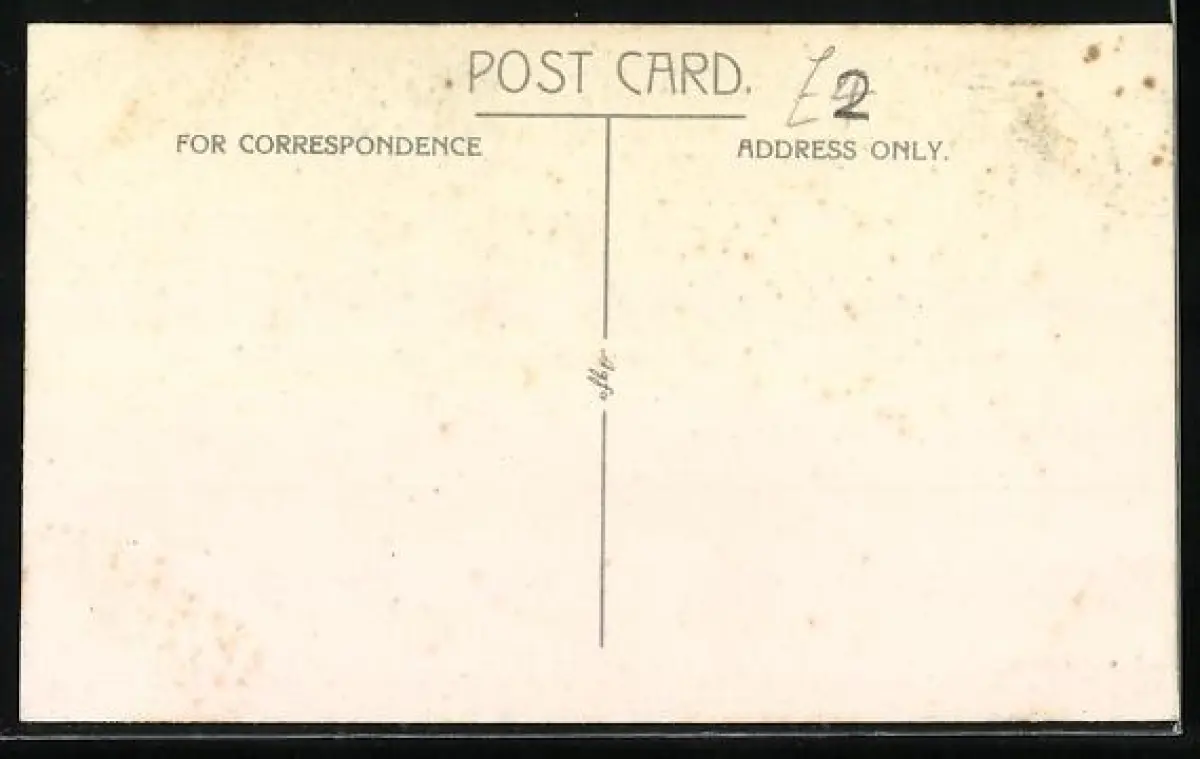 POST CARD.
£2
FOR CORRESPONDENCE
ADDRESS ONLY.